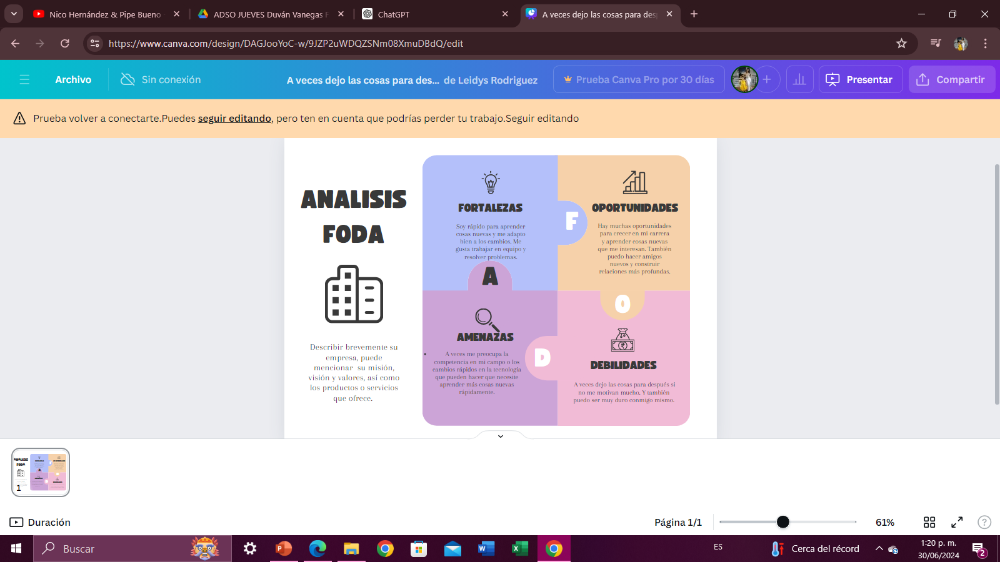 Nico Hernández & Pipe Bueno
ADSO JUEVES Duván Vanegas F
ChatGPT
A veces dejo las cosas para des
https://www.canva.com/design/DAGJooYoC-w/9JZP2uWDQZSNm08XmuDBdQ/edit
Archivo
Sin conexión
A veces dejo las cosas para des... de Leidys Rodriguez
Prueba Canva Pro por 30 días
Presentar
Compartir
Prueba volver a conectarte.Puedes seguir editando, pero ten en cuenta que podrías perder tu trabajo.Seguir editando
ANALISIS
FODA
Describir brevemente su
empresa, puede
mencionar su misión,
visión y valores, así como
los productos o servicios
que ofrece.
FORTALEZAS
Soy rápido para aprender
cosas nuevas y me adapto
bien a los cambios. Me
gusta trabajar en equipo y
resolver problemas.
F
OPORTUNIDADES
Hay muchas oportunidades
para crecer en mi carrera
y aprender cosas nuevas
que me interesan. También
puedo hacer amigos
nuevos y construir
relaciones más profundas.
A
O
AMENAZAS
• A veces me preocupa la
competencia en mi campo o los
cambios rápidos en la tecnología
que pueden hacer que necesite
aprender más cosas nuevas
rápidamente.
D
DEBILIDADES
A veces dejo las cosas para después si
no me motivan mucho. Y también
puedo ser muy duro conmigo mismo.
1
Duración
Página 1/1
61%
Buscar
ES
Cerca del récord
1:20 p. m.
30/06/2024
2